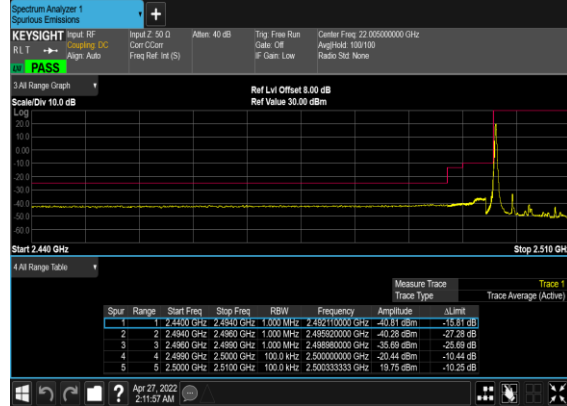 Spectrum Analyzer 1
Spurious Emissions
KEYSIGHT Input: RF Input Z: 50 Ω Atten: 40 dB Trig: Free Run Center Freq: 22.005000000 GHz
RLT Coupling: DC Corr CCorr Gate: Off Avg|Hold: 100/100
Align: Auto Freq Ref: Int (S) IF Gain: Low Radio Std: None
LW PASS
3 All Range Graph
Ref Lvl Offset 8.00 dB
Scale/Div 10.0 dB Ref Value 30.00 dBm
Log
20.0
10.0
0.00
-10.0
-20.0
-30.0
-40.0
-50.0
-60.0
Start 2.440 GHz Stop 2.510 GHz
4 All Range Table
Measure Trace Trace 1
Trace Type Trace Average (Active)
Spur Range Start Freq Stop Freq RBW Frequency Amplitude ΔLimit
1 1 2.4400 GHz 2.4940 GHz 1.000 MHz 2.492110000 GHz -40.81 dBm -15.81 dB
2 2 2.4940 GHz 2.4960 GHz 1.000 MHz 2.495920000 GHz -40.28 dBm -27.28 dB
3 3 2.4960 GHz 2.4990 GHz 1.000 MHz 2.498980000 GHz -35.69 dBm -25.69 dB
4 4 2.4990 GHz 2.5000 GHz 100.0 kHz 2.500000000 GHz -20.44 dBm -10.44 dB
5 5 2.5000 GHz 2.5100 GHz 100.0 kHz 2.500333333 GHz 19.75 dBm -10.25 dB
? Apr 27, 2022
2:11:57 AM